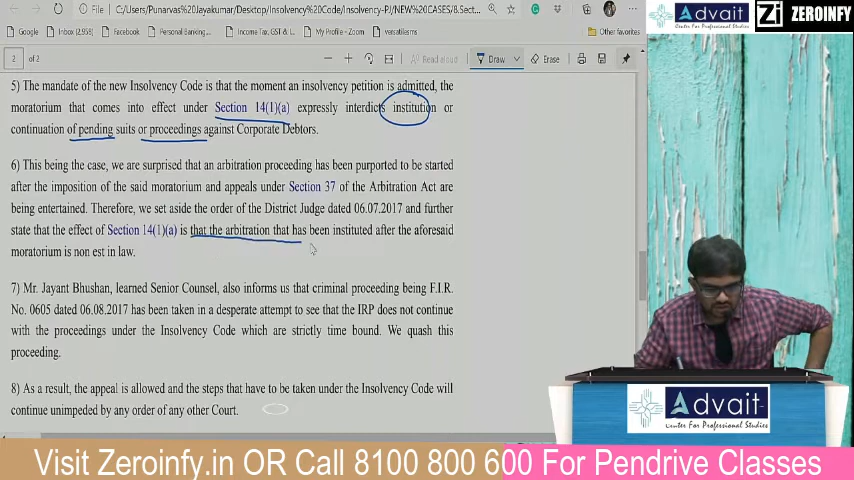 File C:/Users/Punarvas%20Jayakumar/Desktop/Insolvency%20Code/Insolvency-PJ/NEW%20CASES/8.Sect...
Google Inbox (2,958) Facebook Personal Banking... Income Tax, GST & I... My Profile - Zoom versatilesms Other favorites
2 of 2 Read aloud Draw Erase
Advait
Center For Professional Studies
Zi ZEROINFY
5) The mandate of the new Insolvency Code is that the moment an insolvency petition is admitted, the
moratorium that comes into effect under Section 14(1)(a) expressly interdicts institution or
continuation of pending suits or proceedings against Corporate Debtors.
6) This being the case, we are surprised that an arbitration proceeding has been purported to be started
after the imposition of the said moratorium and appeals under Section 37 of the Arbitration Act are
being entertained. Therefore, we set aside the order of the District Judge dated 06.07.2017 and further
state that the effect of Section 14(1)(a) is that the arbitration that has been instituted after the aforesaid
moratorium is non est in law.
7) Mr. Jayant Bhushan, learned Senior Counsel, also informs us that criminal proceeding being F.I.R.
No. 0605 dated 06.08.2017 has been taken in a desperate attempt to see that the IRP does not continue
with the proceedings under the Insolvency Code which are strictly time bound. We quash this
proceeding.
8) As a result, the appeal is allowed and the steps that have to be taken under the Insolvency Code will
continue unimpeded by any order of any other Court.
Advait
Center For Professional Studies
Visit Zeroinfy.in OR Call 8100 800 600 For Pendrive Classes